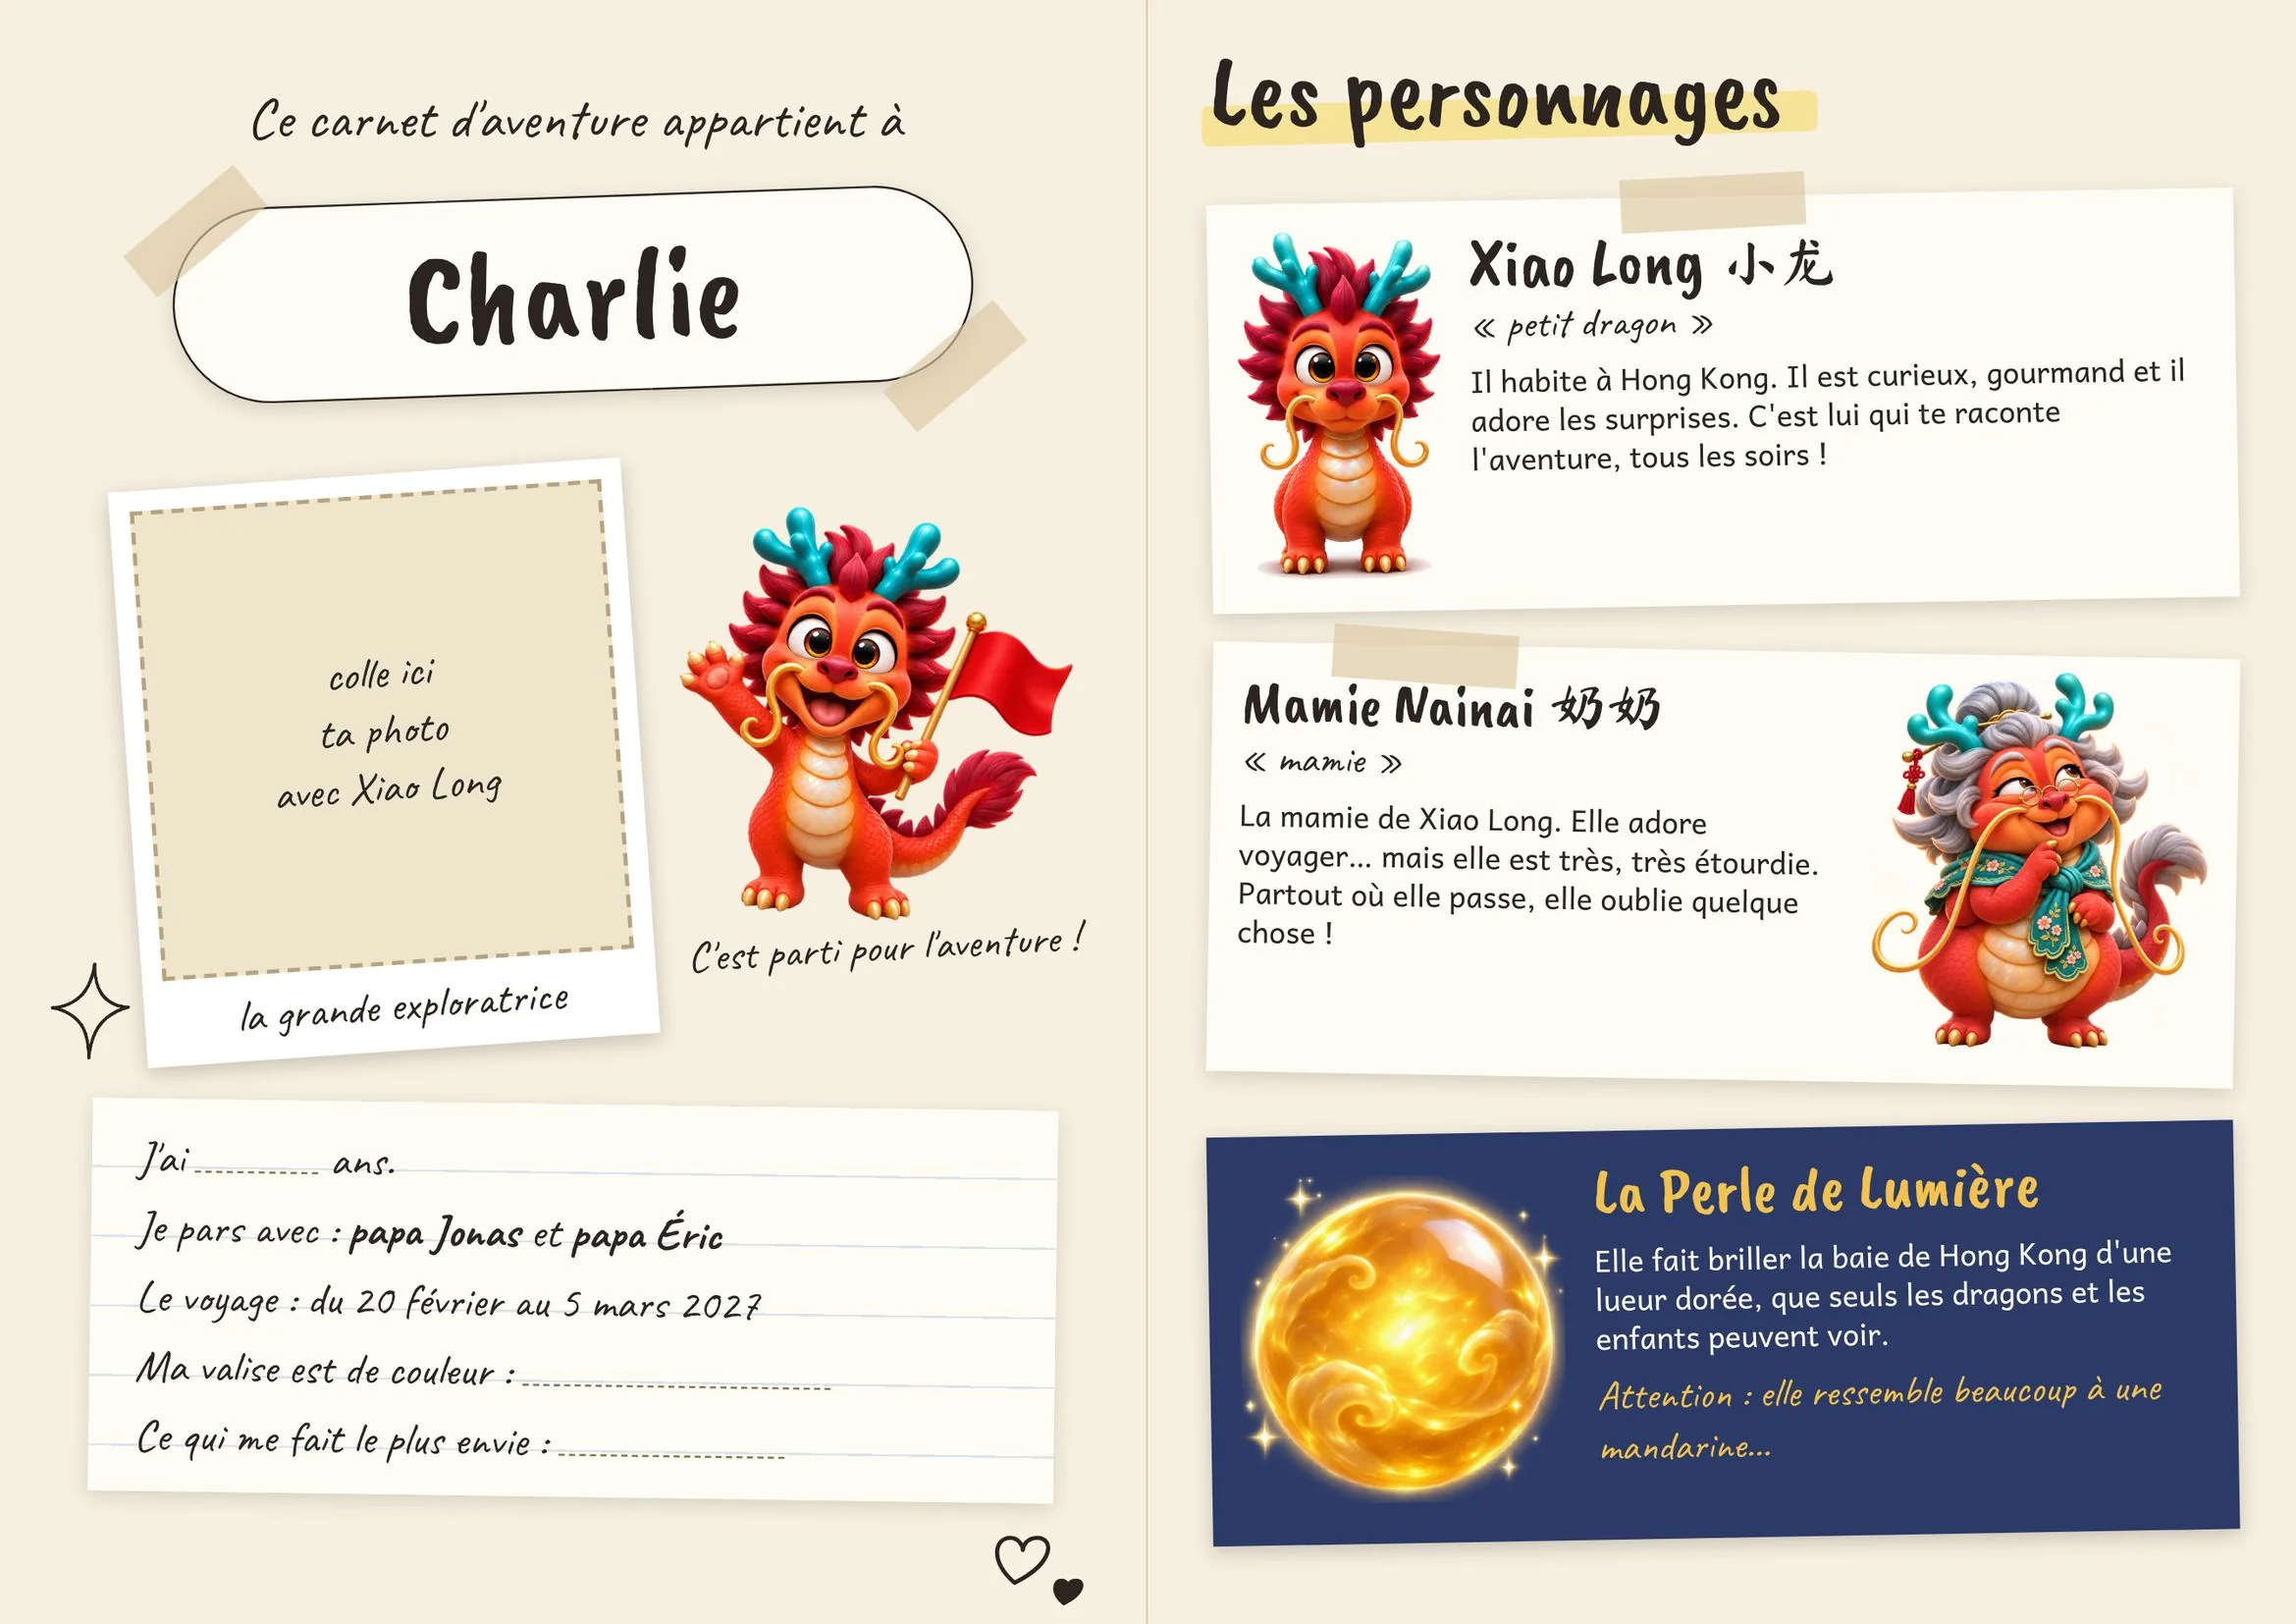 Ce carnet d'aventure appartient à
Charlie
colle ici
ta photo
avec Xiao Long
la grande exploratrice
C'est parti pour l'aventure !
J'ai ans.
Je pars avec : papa Jonas et papa Éric
Le voyage : du 20 février au 5 mars 2027
Ma valise est de couleur :
Ce qui me fait le plus envie :
Les personnages
Xiao Long 小龙
« petit dragon »
Il habite à Hong Kong. Il est curieux, gourmand et il
adore les surprises. C'est lui qui te raconte
l'aventure, tous les soirs !
Mamie Nainai 奶奶
« mamie »
La mamie de Xiao Long. Elle adore
voyager... mais elle est très, très étourdie.
Partout où elle passe, elle oublie quelque
chose !
La Perle de Lumière
Elle fait briller la baie de Hong Kong d'une
lueur dorée, que seuls les dragons et les
enfants peuvent voir.
Attention : elle ressemble beaucoup à une
mandarine...